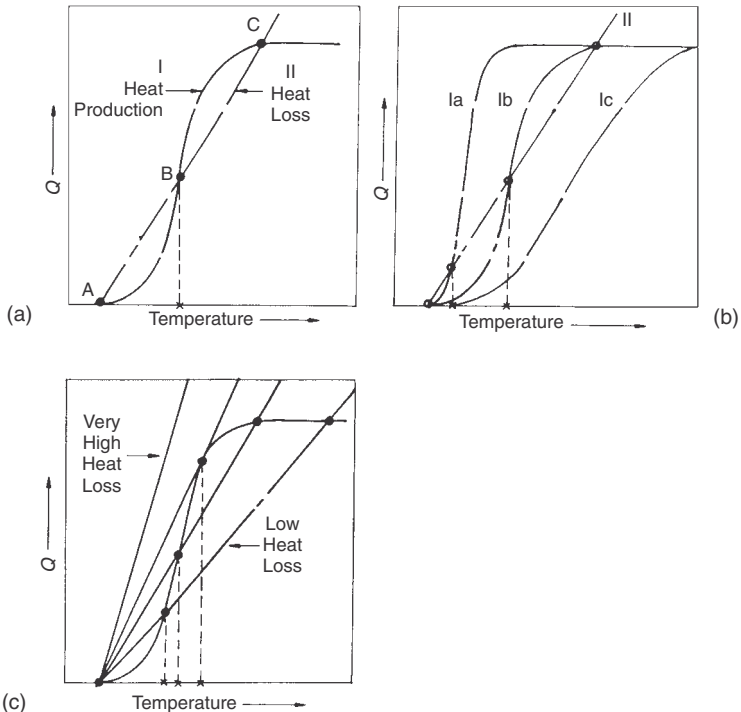 C
I
Heat
Production
II
Heat
Loss
B
Q
A
(a)
Temperature
II
Ia
Ib
Ic
Q
Temperature
(b)
Very
High
Heat
Loss
Q
Low
Heat
Loss
(c)
Temperature